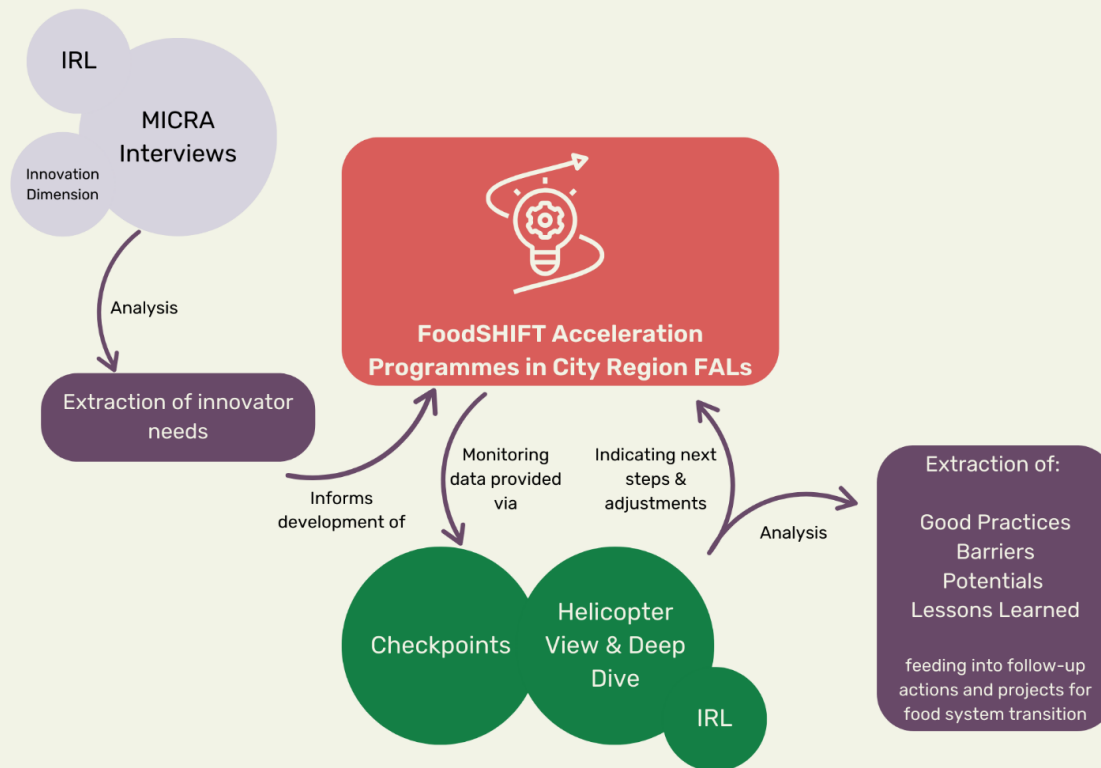 IRL
MICRA
Interviews
Innovation
Dimension
Analysis
Extraction of innovator
needs
Informs
development of
FoodSHIFT Acceleration
Programmes in City Region FALs
Monitoring
data provided
via
Indicating next
steps &
adjustments
Analysis
Checkpoints
Helicopter
View & Deep
Dive
IRL
Extraction of:
Good Practices
Barriers
Potentials
Lessons Learned
feeding into follow-up
actions and projects for
food system transition